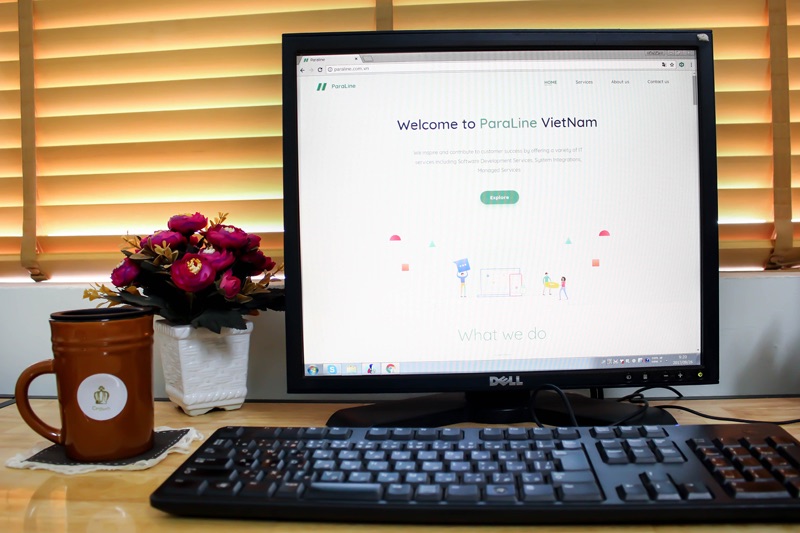 ParaLine
paraline.com.vn
ParaLine
HOME Services About us Contact us
Welcome to ParaLine VietNam
We inspire and contribute to customer success by offering a variety of IT
services including Software Development Services, System Integrations,
Managed Services
Explore
What we do
DELL